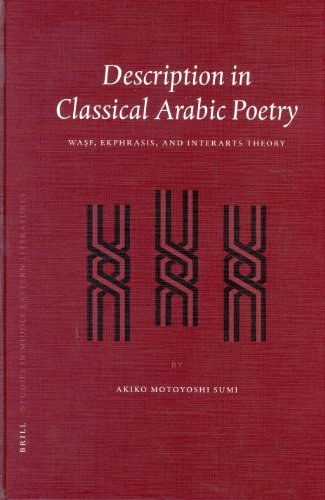 Description in
Classical Arabic Poetry
WAṢF, EKPHRASIS, AND INTERARTS THEORY
BY
AKIKO MOTOYOSHI SUMI
BRILL STUDIES IN MIDDLE EASTERN LITERATURES